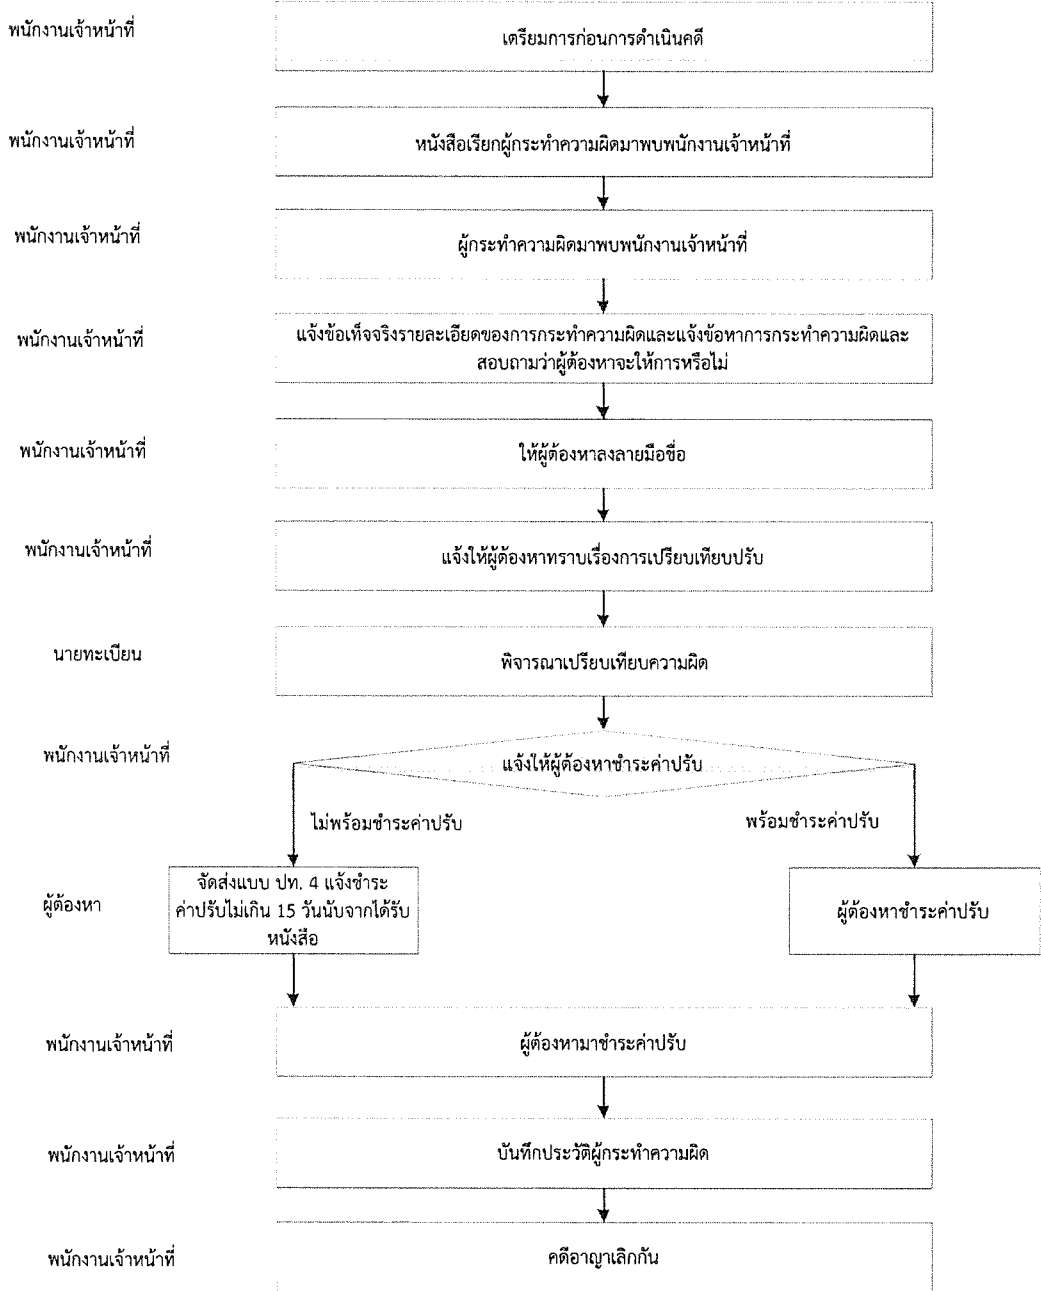 พนักงานเจ้าหน้าที่
เตรียมการก่อนการดำเนินคดี
พนักงานเจ้าหน้าที่
หนังสือเรียกผู้กระทำความผิดมาพบพนักงานเจ้าหน้าที่
พนักงานเจ้าหน้าที่
ผู้กระทำความผิดมาพบพนักงานเจ้าหน้าที่
พนักงานเจ้าหน้าที่
แจ้งข้อเท็จจริงรายละเอียดของการกระทำความผิดและแจ้งข้อหาการกระทำความผิดและ
สอบถามว่าผู้ต้องหาจะให้การหรือไม่
พนักงานเจ้าหน้าที่
ให้ผู้ต้องหาลงลายมือชื่อ
พนักงานเจ้าหน้าที่
แจ้งให้ผู้ต้องหาทราบเรื่องการเปรียบเทียบปรับ
นายทะเบียน
พิจารณาเปรียบเทียบความผิด
พนักงานเจ้าหน้าที่
แจ้งให้ผู้ต้องหาชำระค่าปรับ
ไม่พร้อมชำระค่าปรับ
พร้อมชำระค่าปรับ
ผู้ต้องหา
จัดส่งแบบ ปท. 4 แจ้งชำระ
ค่าปรับไม่เกิน 15 วันนับจากได้รับ
หนังสือ
ผู้ต้องหาชำระค่าปรับ
พนักงานเจ้าหน้าที่
ผู้ต้องหามาชำระค่าปรับ
พนักงานเจ้าหน้าที่
บันทึกประวัติผู้กระทำความผิด
พนักงานเจ้าหน้าที่
คดีอาญาเลิกกัน